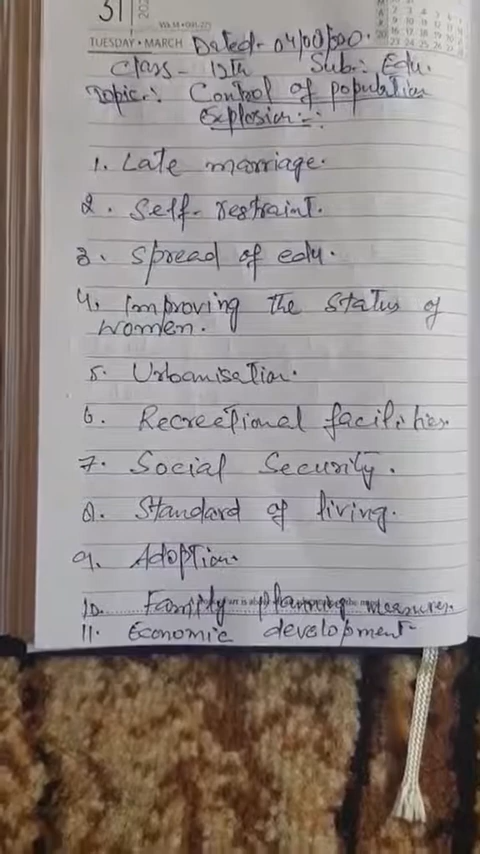 31
TUESDAY • MARCH Dated-
Class - 12th Sub:- Edu.
Topic:: Control of population
Explosion:-:
1. Late marriage.
2. Self-restraint.
3. Spread of edu.
4. Improving the status of
women.
5. Urbanisation.
6. Recreational facilities.
7. Social Security.
8. Standard of living.
9. Adoption.
10. Family planning measures.
11. Economic development-